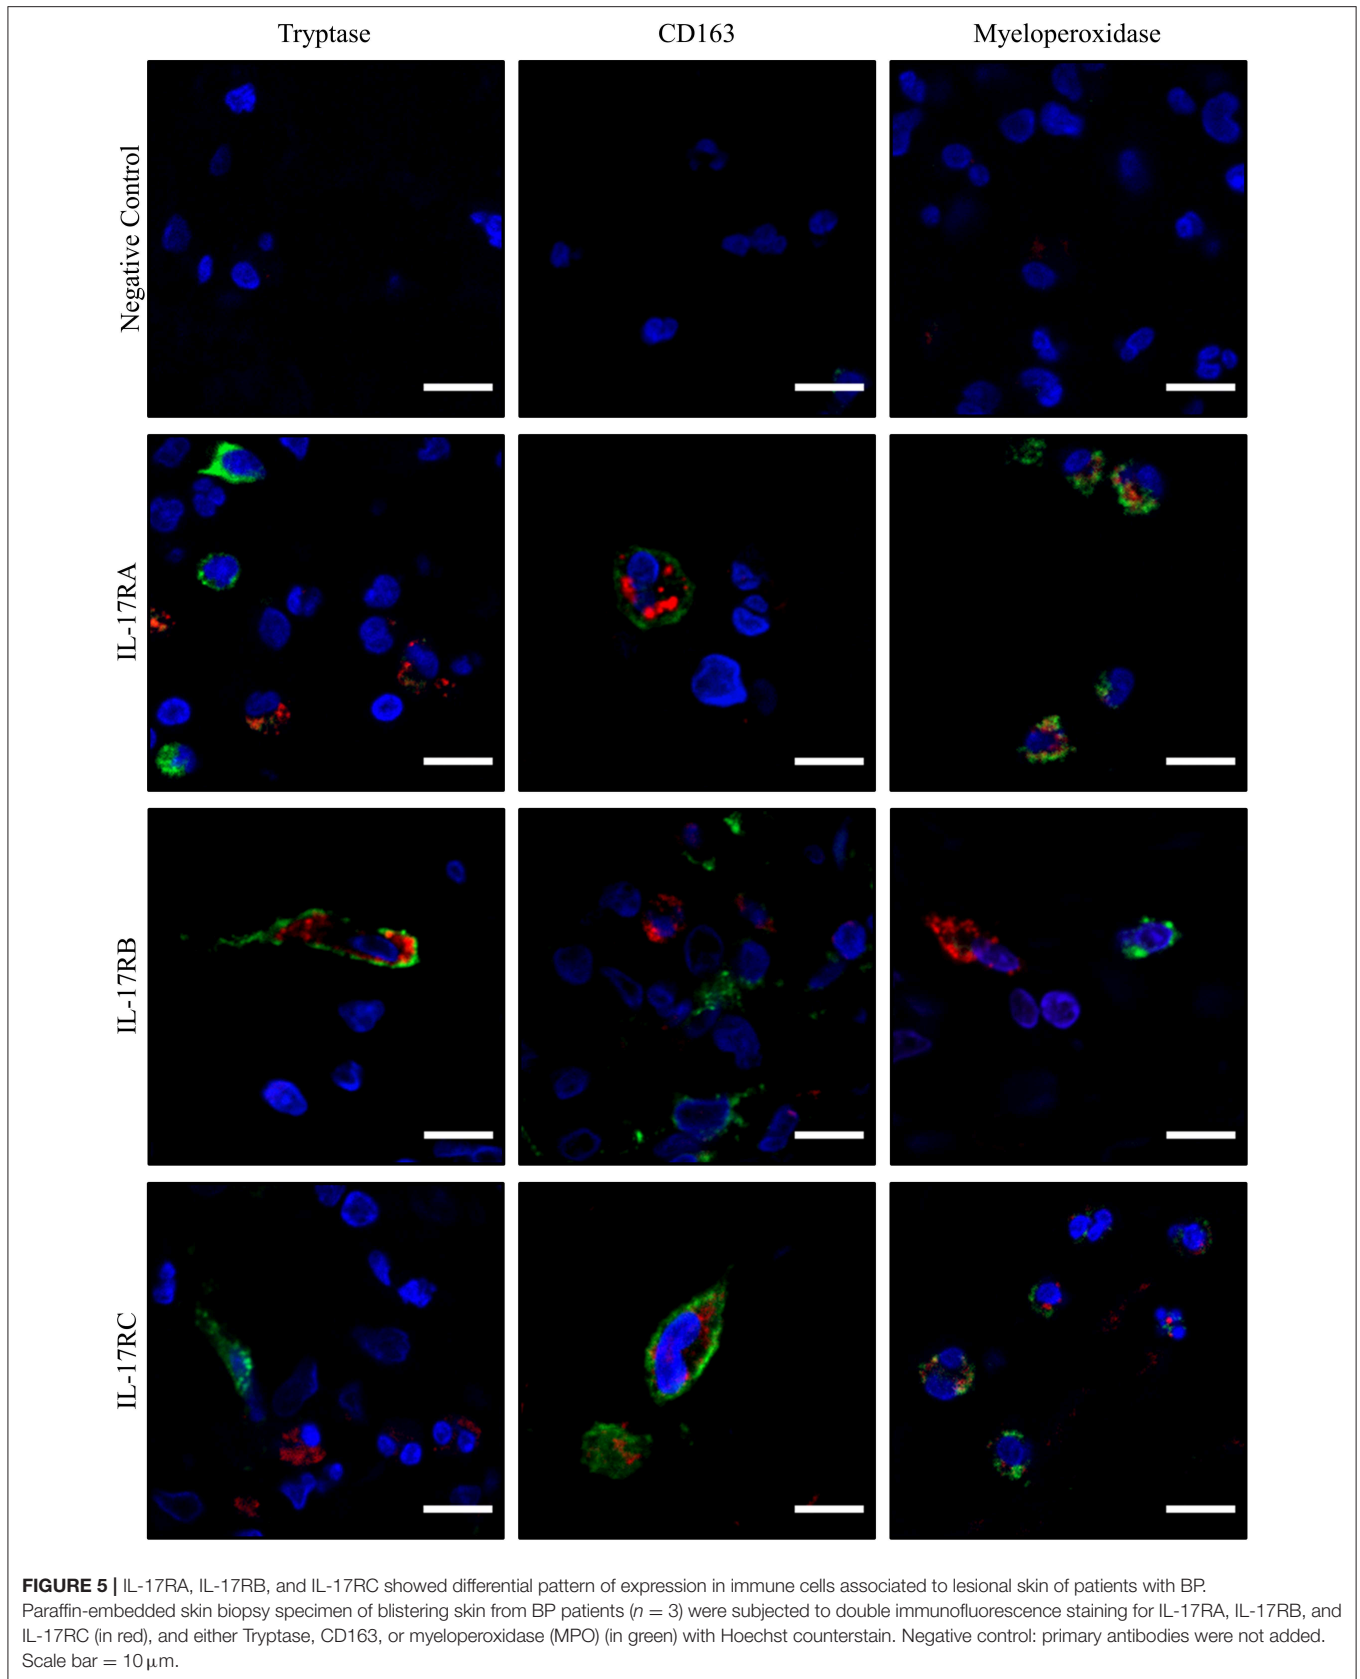 Tryptase CD163 Myeloperoxidase
Negative Control
IL-17RA
IL-17RB
IL-17RC
FIGURE 5 | IL-17RA, IL-17RB, and IL-17RC showed differential pattern of expression in immune cells associated to lesional skin of patients with BP.
Paraffin-embedded skin biopsy specimen of blistering skin from BP patients (n = 3) were subjected to double immunofluorescence staining for IL-17RA, IL-17RB, and
IL-17RC (in red), and either Tryptase, CD163, or myeloperoxidase (MPO) (in green) with Hoechst counterstain. Negative control: primary antibodies were not added.
Scale bar = 10 μm.